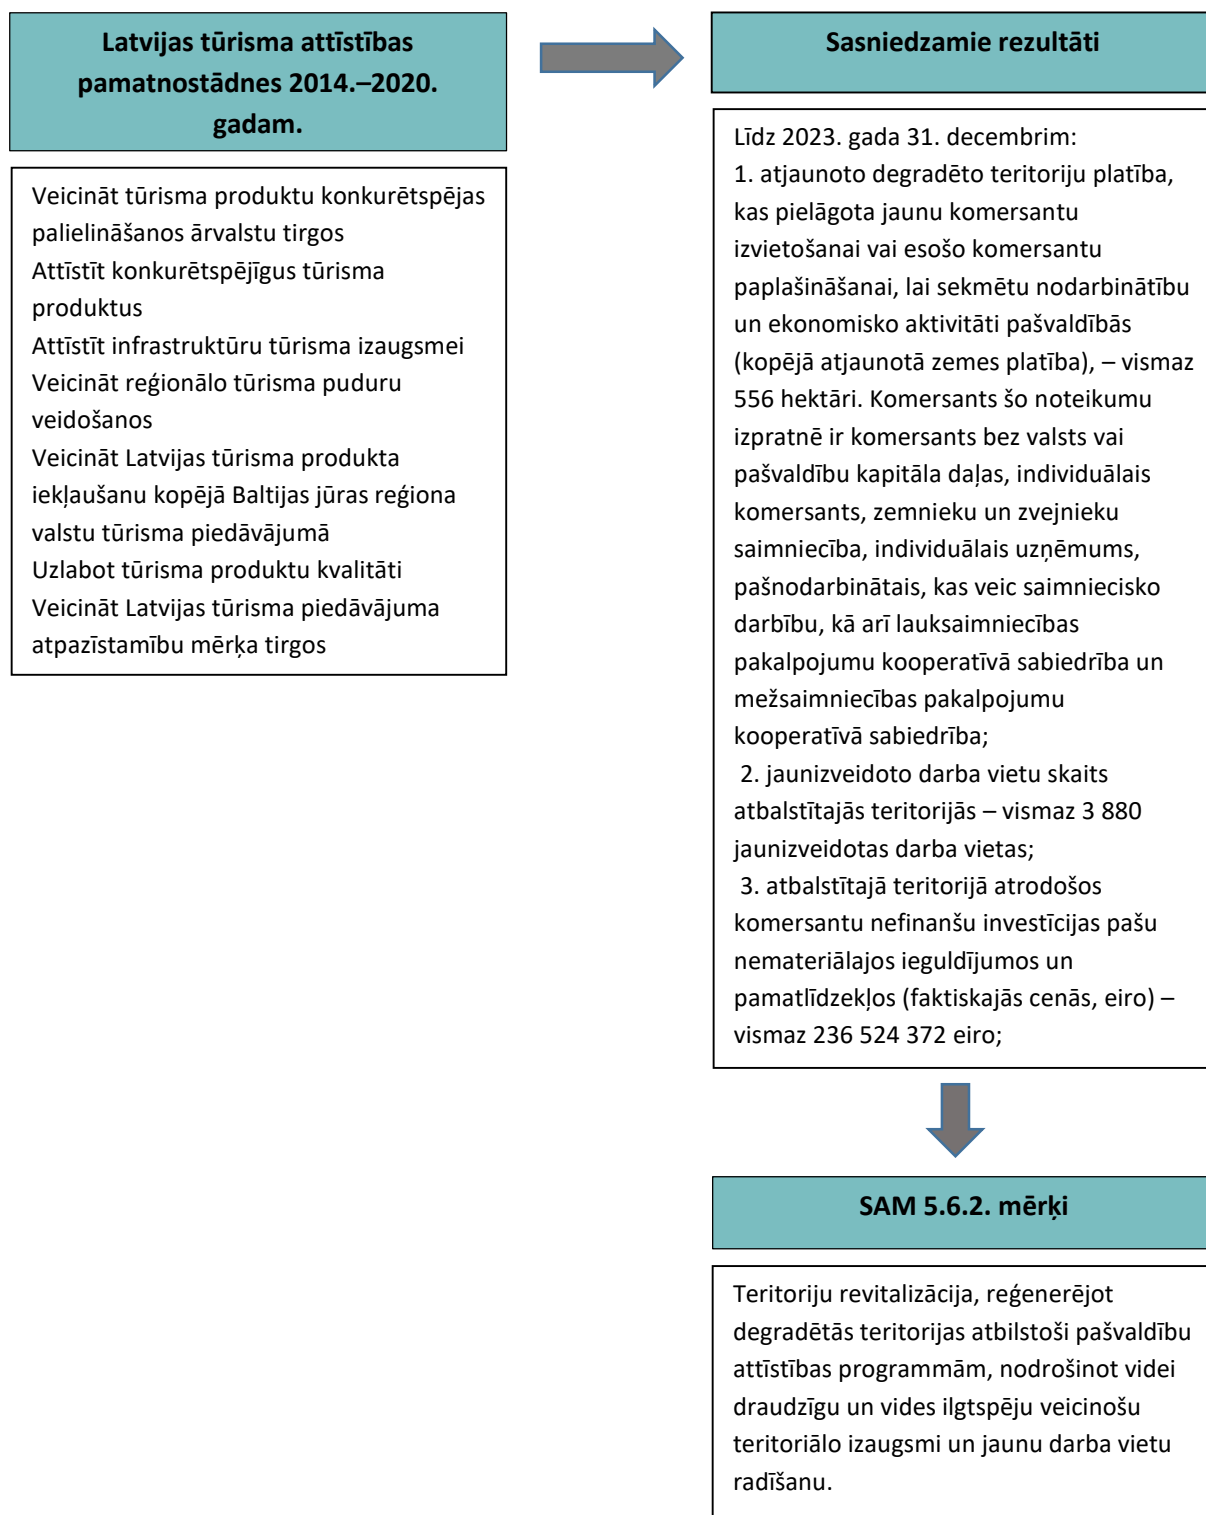 Latvijas tūrisma attīstības
pamatnostādnes 2014.–2020.
gadam.
Veicināt tūrisma produktu konkurētspējas
palielināšanos ārvalstu tirgos
Attīstīt konkurētspējīgus tūrisma
produktus
Attīstīt infrastruktūru tūrisma izaugsmei
Veicināt reģionālo tūrisma puduru
veidošanos
Veicināt Latvijas tūrisma produkta
iekļaušanu kopējā Baltijas jūras reģiona
valstu tūrisma piedāvājumā
Uzlabot tūrisma produktu kvalitāti
Veicināt Latvijas tūrisma piedāvājuma
atpazīstamību mērķa tirgos
Sasniedzamie rezultāti
Līdz 2023. gada 31. decembrim:
1. atjaunoto degradēto teritoriju platība,
kas pielāgota jaunu komersantu
izvietošanai vai esošo komersantu
paplašināšanai, lai sekmētu nodarbinātību
un ekonomisko aktivitāti pašvaldībās
(kopējā atjaunotā zemes platība), – vismaz
556 hektāri. Komersants šo noteikumu
izpratnē ir komersants bez valsts vai
pašvaldību kapitāla daļas, individuālais
komersants, zemnieku un zvejnieku
saimniecība, individuālais uzņēmums,
pašnodarbinātais, kas veic saimniecisko
darbību, kā arī lauksaimniecības
pakalpojumu kooperatīvā sabiedrība un
mežsaimniecības pakalpojumu
kooperatīvā sabiedrība;
2. jaunizveidoto darba vietu skaits
atbalstītajās teritorijās – vismaz 3 880
jaunizveidotas darba vietas;
3. atbalstītajā teritorijā atrodošos
komersantu nefinanšu investīcijas pašu
nemateriālajos ieguldījumos un
pamatlīdzekļos (faktiskajās cenās, eiro) –
vismaz 236 524 372 eiro;
SAM 5.6.2. mērķi
Teritoriju revitalizācija, reģenerējot
degradētās teritorijas atbilstoši pašvaldību
attīstības programmām, nodrošinot videi
draudzīgu un vides ilgtspēju veicinošu
teritoriālo izaugsmi un jaunu darba vietu
radīšanu.